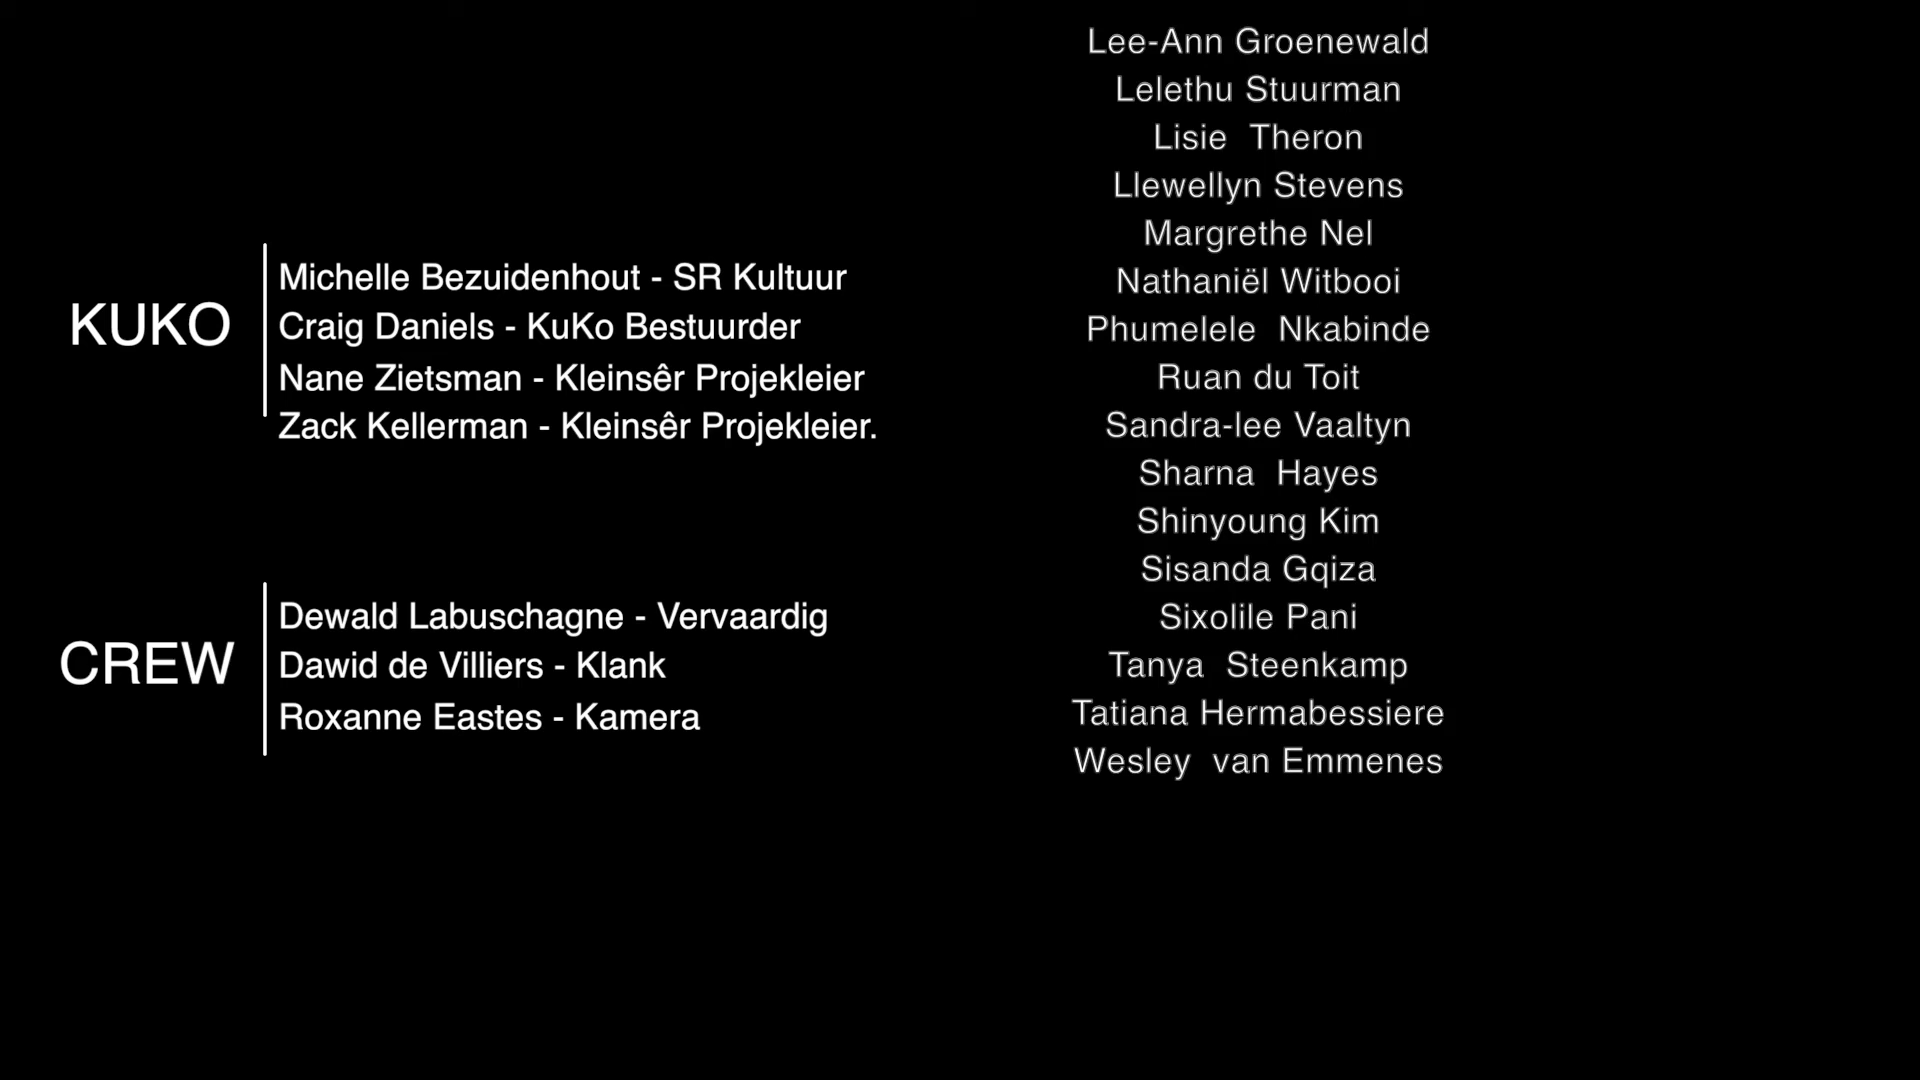 KUKO
Michelle Bezuidenhout - SR Kultuur
Craig Daniels - KuKo Bestuurder
Nane Zietsman - Kleinsêr Projekleier
Zack Kellerman - Kleinsêr Projekleier.
CREW
Dewald Labuschagne - Vervaardig
Dawid de Villiers - Klank
Roxanne Eastes - Kamera
Lee-Ann Groenewald
Lelethu Stuurman
Lisie  Theron
Llewellyn Stevens
Margrethe Nel
Nathaniël Witbooi
Phumelele  Nkabinde
Ruan du Toit
Sandra-lee Vaaltyn
Sharna  Hayes
Shinyoung Kim
Sisanda Gqiza
Sixolile Pani
Tanya  Steenkamp
Tatiana Hermabessiere
Wesley  van Emmenes